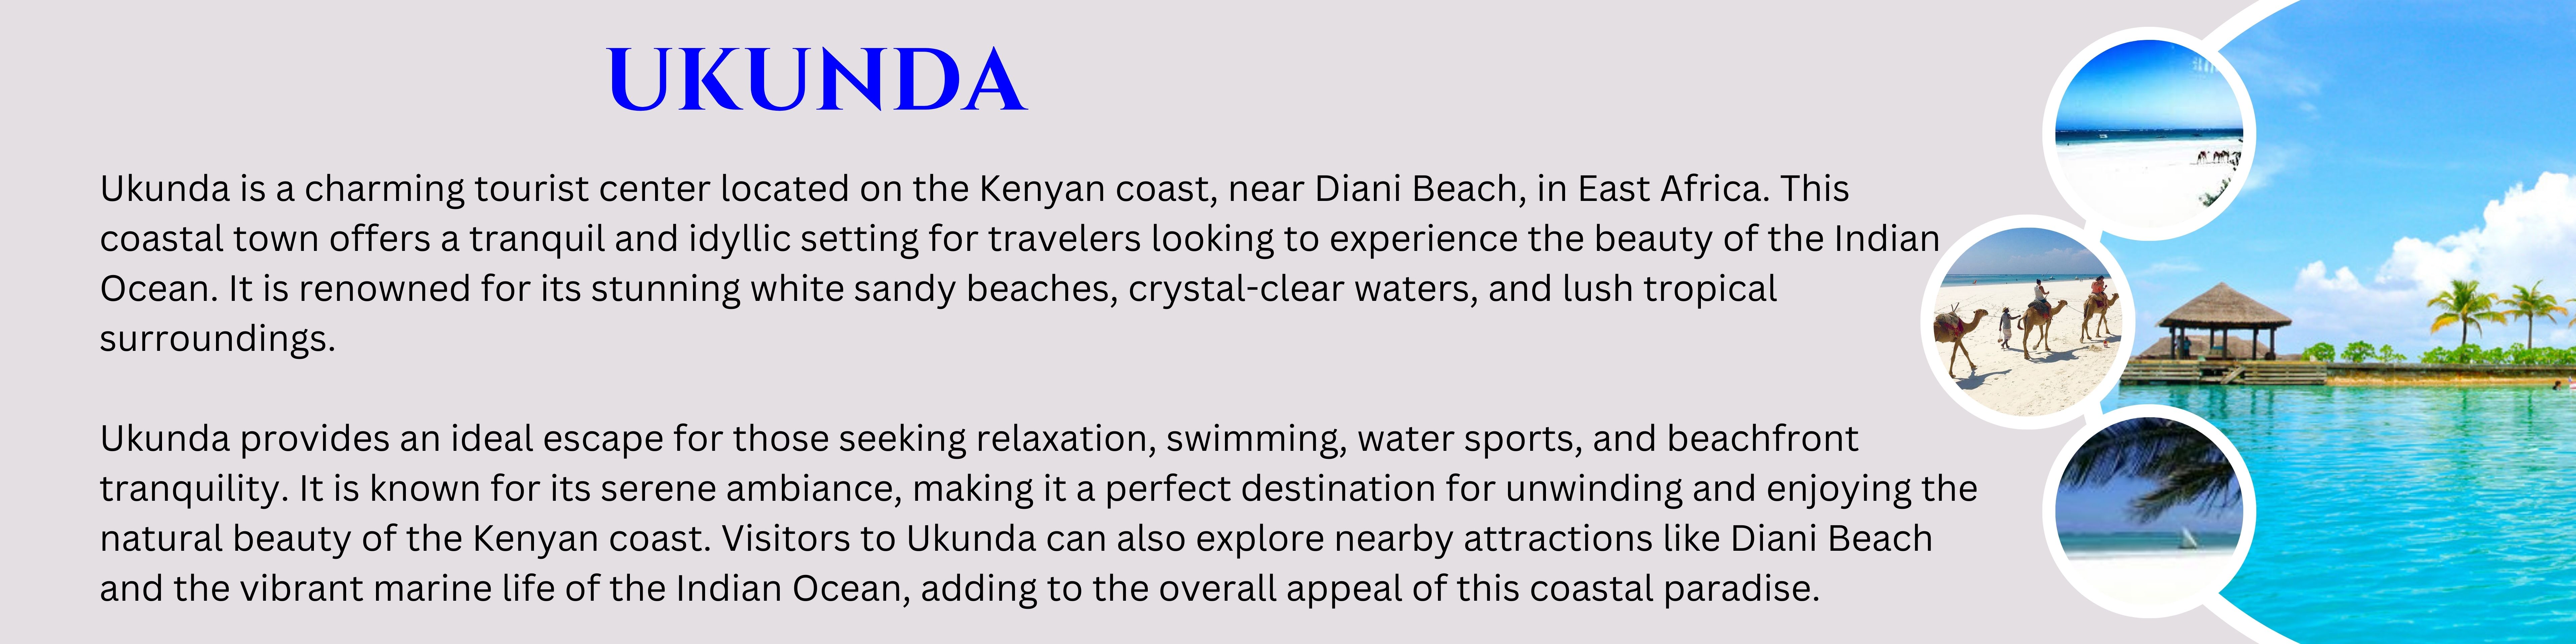 UKUNDA
Ukunda is a charming tourist center located on the Kenyan coast, near Diani Beach, in East Africa. This
coastal town offers a tranquil and idyllic setting for travelers looking to experience the beauty of the Indian
Ocean. It is renowned for its stunning white sandy beaches, crystal-clear waters, and lush tropical
surroundings.
Ukunda provides an ideal escape for those seeking relaxation, swimming, water sports, and beachfront
tranquility. It is known for its serene ambiance, making it a perfect destination for unwinding and enjoying the
natural beauty of the Kenyan coast. Visitors to Ukunda can also explore nearby attractions like Diani Beach
and the vibrant marine life of the Indian Ocean, adding to the overall appeal of this coastal paradise.